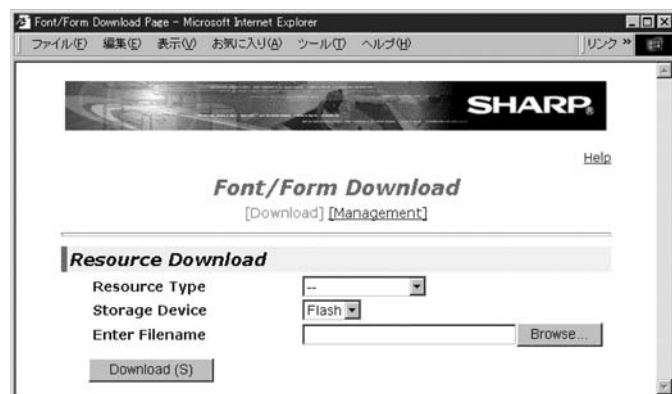 Font/Form Download Page - Microsoft Internet Explorer
ファイル(F) 編集(E) 表示(V) お気に入り(A) ツール(T) ヘルプ(H) リンク »
SHARP®
Help
Font/Form Download
[Download] [Management]
Resource Download
Resource Type --
Storage Device Flash
Enter Filename Browse...
Download (S)